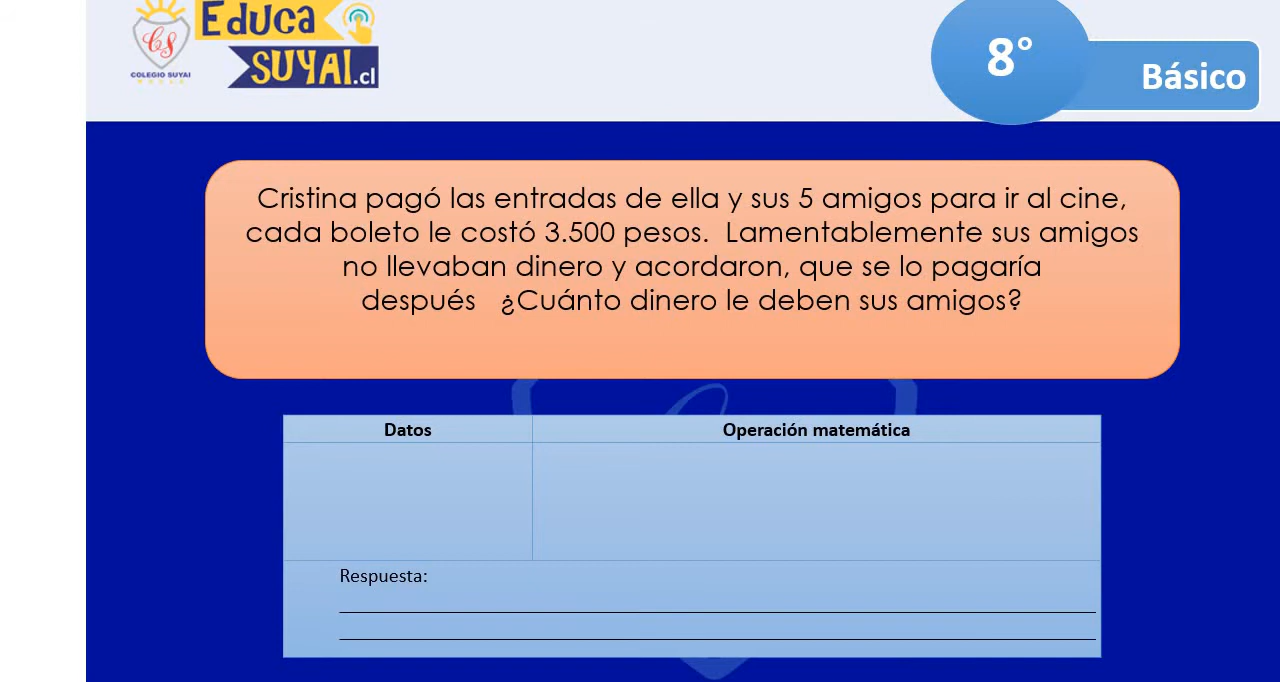 Educa
SUYAI.cl
COLEGIO SUYAI
8°
Básico
Cristina pagó las entradas de ella y sus 5 amigos para ir al cine,
cada boleto le costó 3.500 pesos. Lamentablemente sus amigos
no llevaban dinero y acordaron, que se lo pagaría
después ¿Cuánto dinero le deben sus amigos?
Datos
Operación matemática
Respuesta: